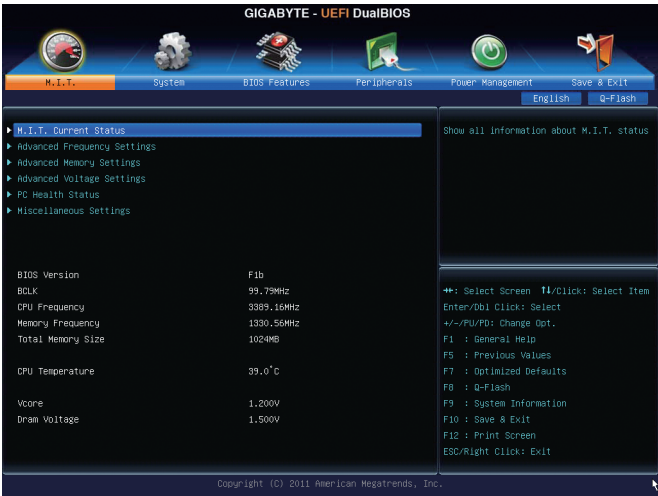 GIGABYTE - UEFI DualBIOS
M.I.T.
System
BIOS Features
Peripherals
Power Management
Save & Exit
English
Q-Flash
M.I.T. Current Status
Advanced Frequency Settings
Advanced Memory Settings
Advanced Voltage Settings
PC Health Status
Miscellaneous Settings
Show all information about M.I.T. status
BIOS Version F1b
BCLK 99.79MHz
CPU Frequency 3389.16MHz
Memory Frequency 1330.56MHz
Total Memory Size 1024MB
CPU Temperature 39.0°C
Vcore 1.200V
Dram Voltage 1.500V
→←: Select Screen ↑↓/Click: Select Item
Enter/Dbl Click: Select
+/-/PU/PD: Change Opt.
F1 : General Help
F5 : Previous Values
F7 : Optimized Defaults
F8 : Q-Flash
F9 : System Information
F10 : Save & Exit
F12 : Print Screen
ESC/Right Click: Exit
Copyright (C) 2011 American Megatrends, Inc.